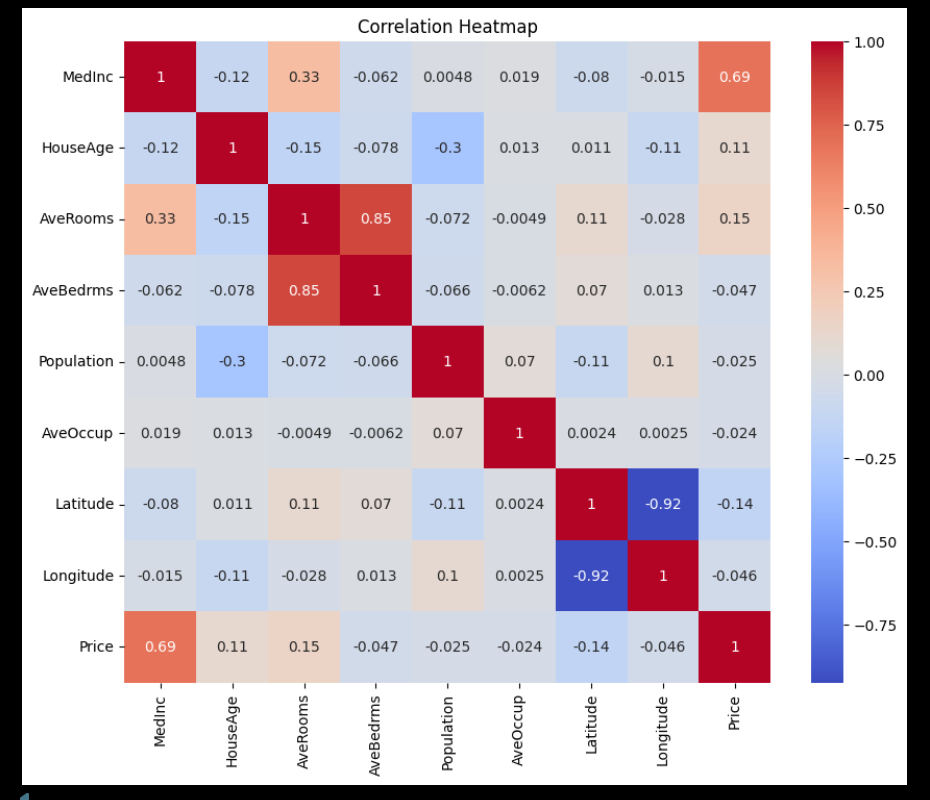 Correlation Heatmap
MedInc 1 -0.12 0.33 -0.062 0.0048 0.019 -0.08 -0.015 0.69
HouseAge -0.12 1 -0.15 -0.078 -0.3 0.013 0.011 -0.11 0.11
AveRooms 0.33 -0.15 1 0.85 -0.072 -0.0049 0.11 -0.028 0.15
AveBedrms -0.062 -0.078 0.85 1 -0.066 -0.0062 0.07 0.013 -0.047
Population 0.0048 -0.3 -0.072 -0.066 1 0.07 -0.11 0.1 -0.025
AveOccup 0.019 0.013 -0.0049 -0.0062 0.07 1 0.0024 0.0025 -0.024
Latitude -0.08 0.011 0.11 0.07 -0.11 0.0024 1 -0.92 -0.14
Longitude -0.015 -0.11 -0.028 0.013 0.1 0.0025 -0.92 1 -0.046
Price 0.69 0.11 0.15 -0.047 -0.025 -0.024 -0.14 -0.046 1
MedInc HouseAge AveRooms AveBedrms Population AveOccup Latitude Longitude Price
1.00
0.75
0.50
0.25
0.00
−0.25
−0.50
−0.75